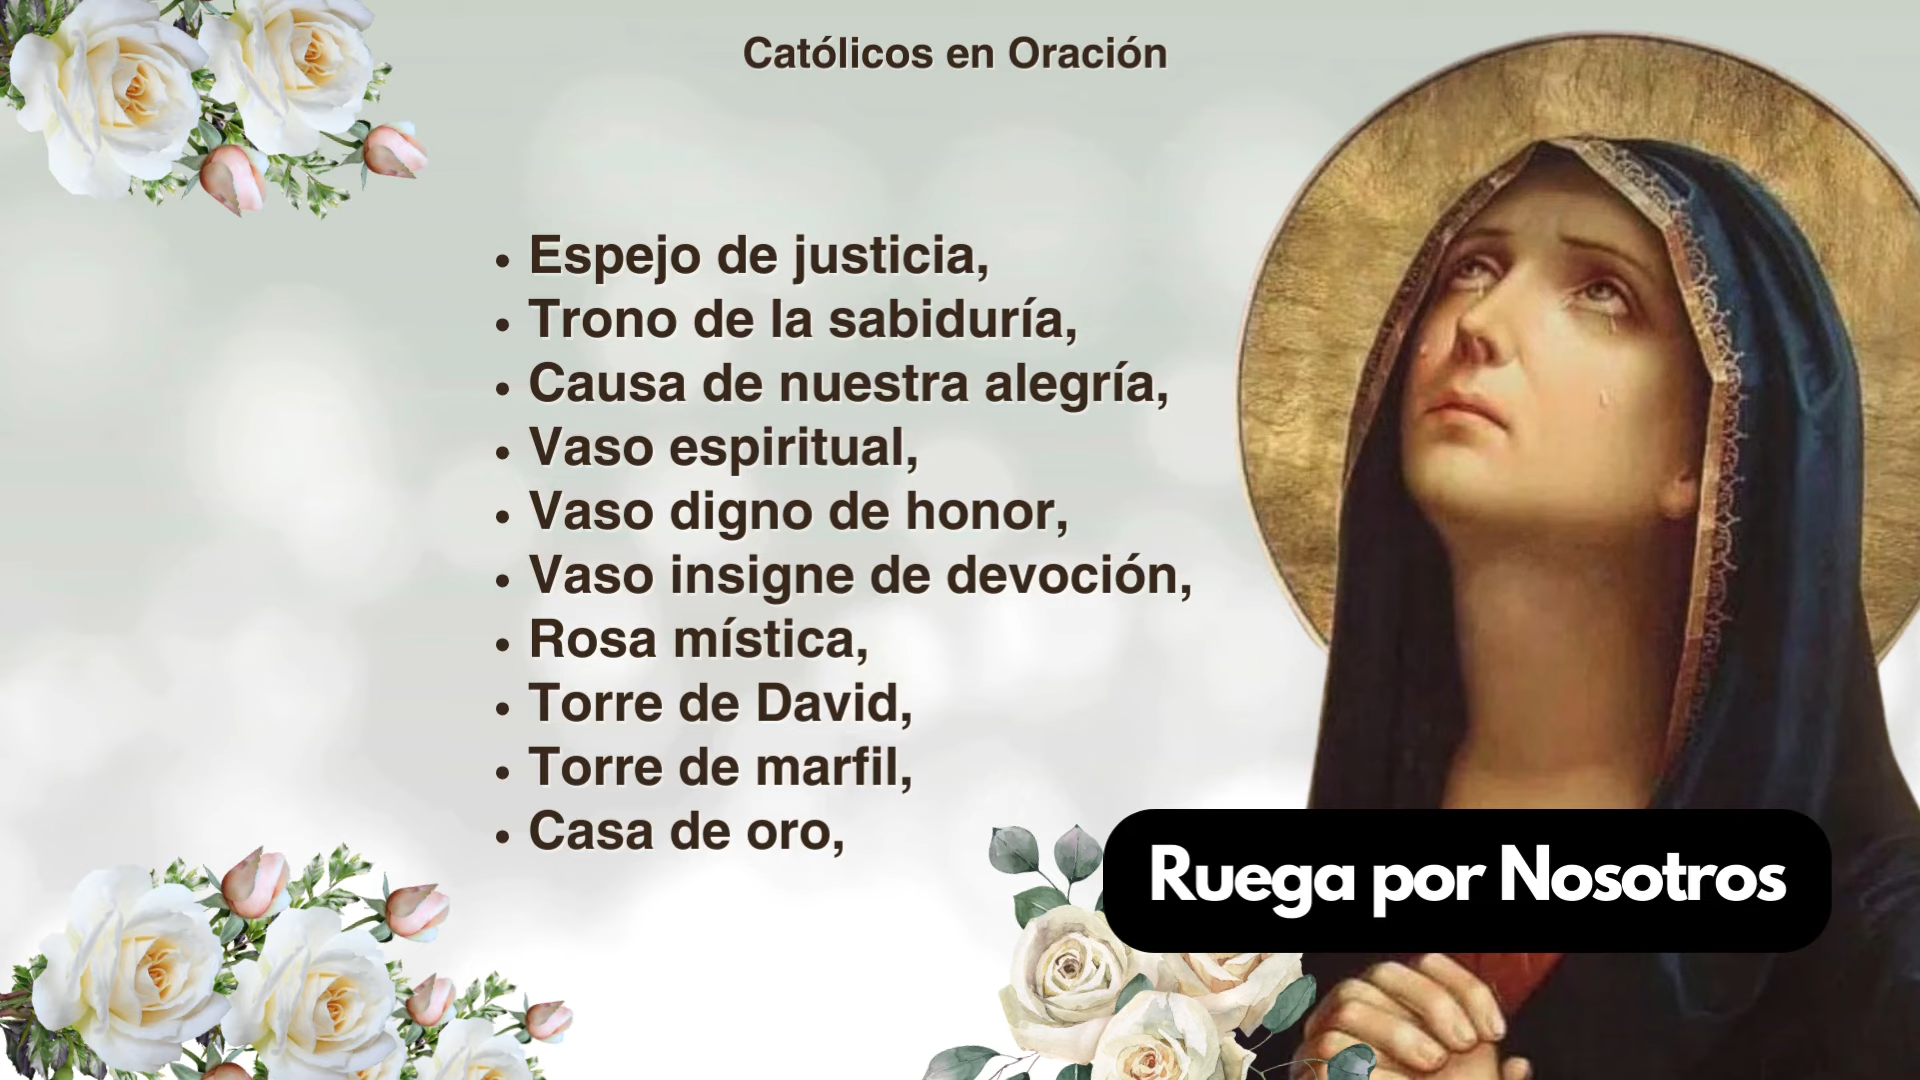 Católicos en Oración
• Espejo de justicia,
• Trono de la sabiduría,
• Causa de nuestra alegría,
• Vaso espiritual,
• Vaso digno de honor,
• Vaso insigne de devoción,
• Rosa mística,
• Torre de David,
• Torre de marfil,
• Casa de oro,
Ruega por Nosotros